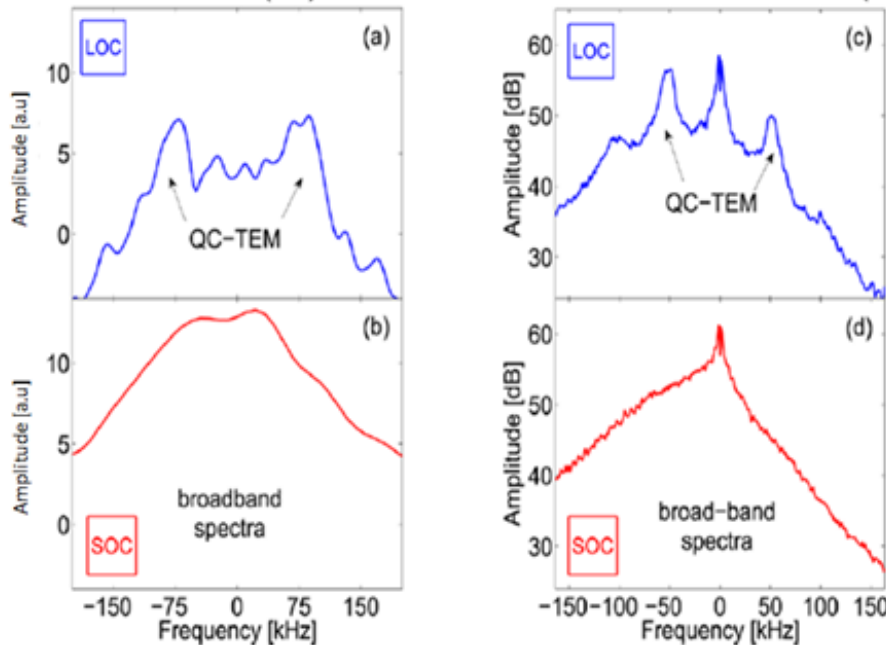 (a)
LOC
10
5
0
Amplitude [a.u]
QC-TEM
(b)
10
5
0
Amplitude [a.u]
broadband
spectra
SOC
-150 -75 0 75 150
Frequency [kHz]
(c)
LOC
60
50
40
30
Amplitude [dB]
QC-TEM
(d)
60
50
40
30
Amplitude [dB]
broad-band
spectra
SOC
-150 -100 -50 0 50 100 150
Frequency [kHz]